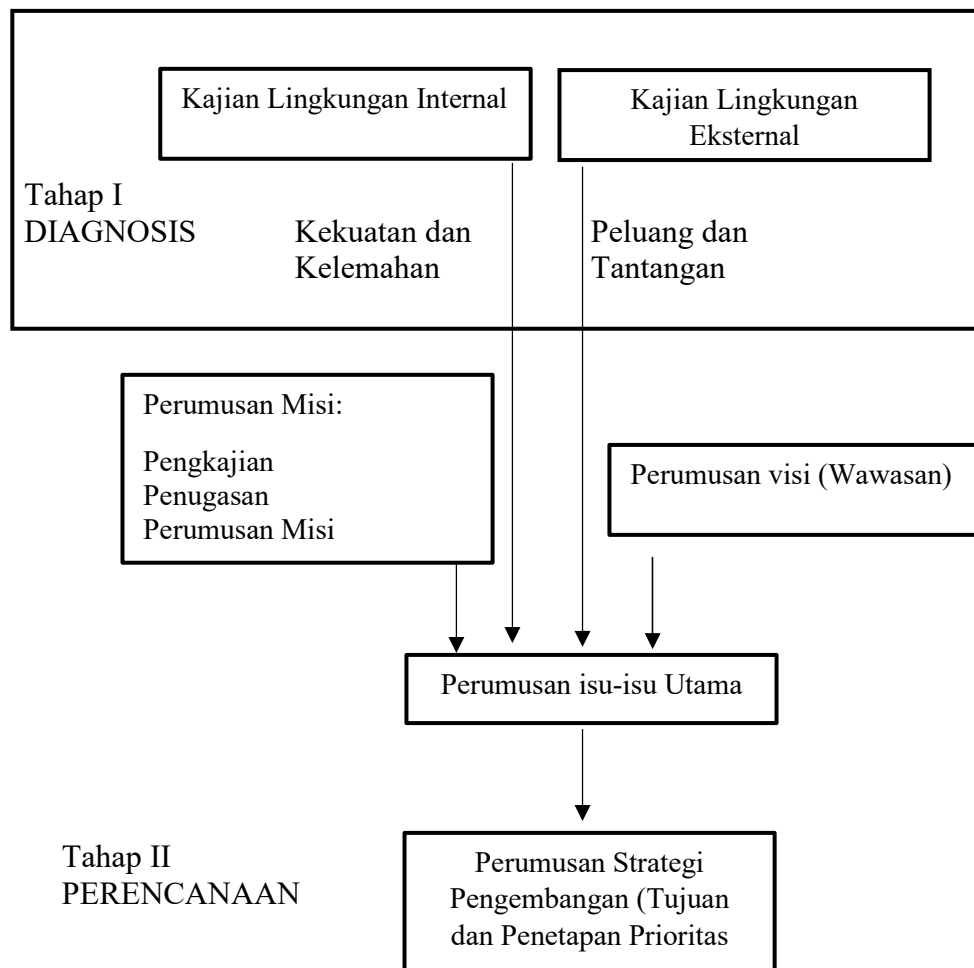 Kajian Lingkungan Internal
Kajian Lingkungan
Eksternal
Tahap I
DIAGNOSIS
Kekuatan dan
Kelemahan
Peluang dan
Tantangan
Perumusan Misi:
Pengkajian
Penugasan
Perumusan Misi
Perumusan visi (Wawasan)
Perumusan isu-isu Utama
Tahap II
PERENCANAAN
Perumusan Strategi
Pengembangan (Tujuan
dan Penetapan Prioritas